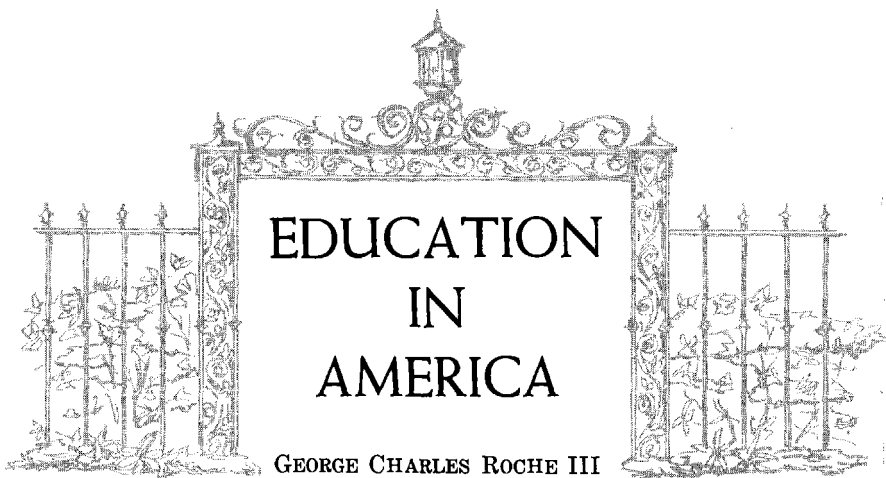 EDUCATION
IN
AMERICA
GEORGE CHARLES ROCHE III